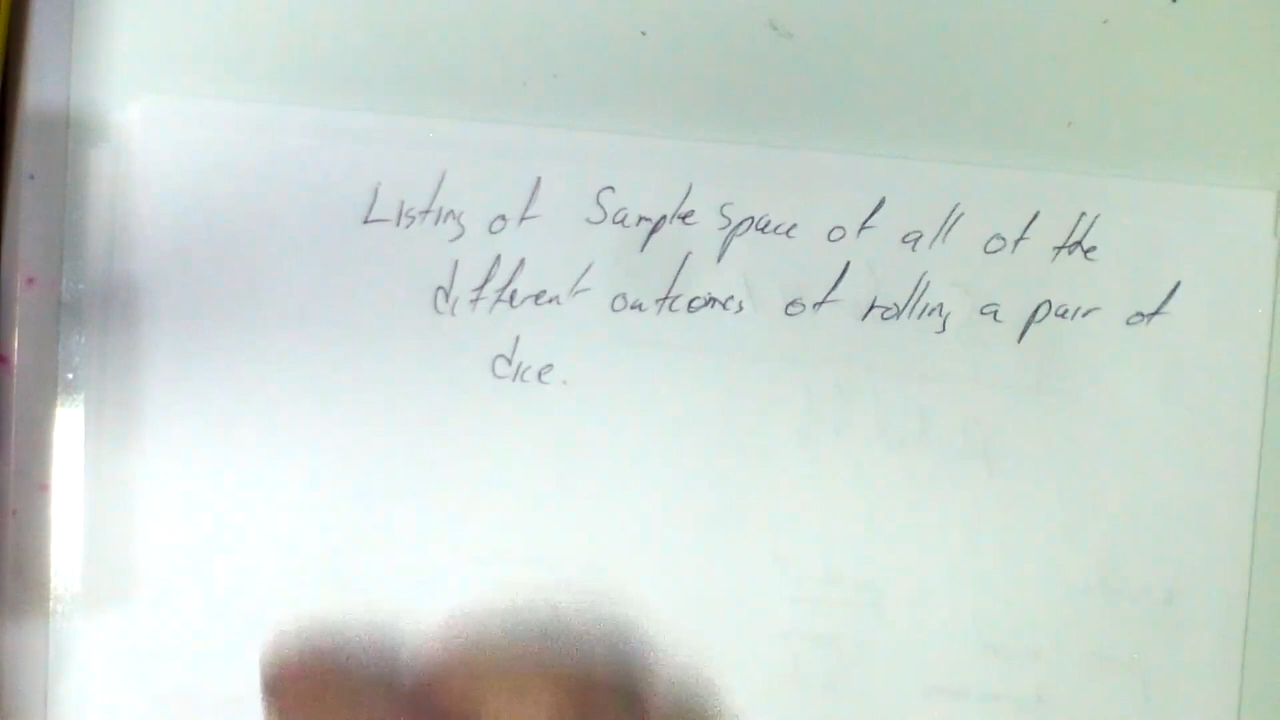 Listing of Sample space of all of the
different outcomes of rolling a pair of
dice.